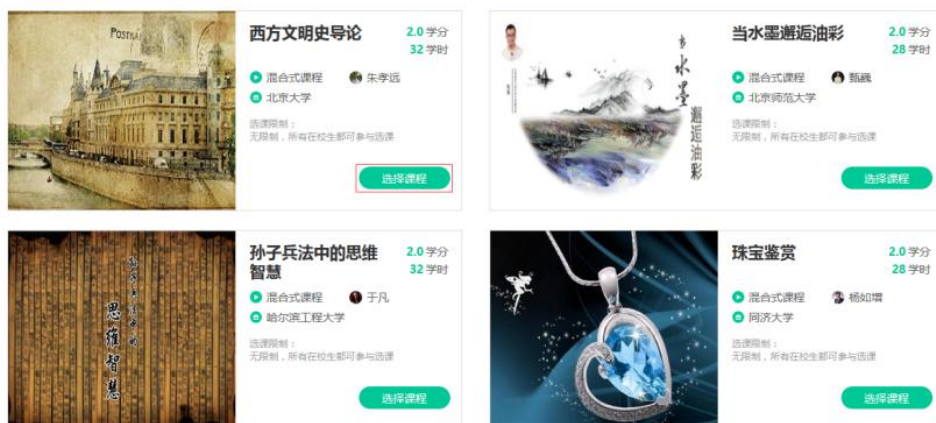 POSTKA
西方文明史导论
2.0 学分
32 学时
混合式课程
朱孝远
北京大学
选课限制：
无限制，所有在校生都可参与选课
选择课程
当水墨邂逅油彩
当水墨邂逅油彩
2.0 学分
28 学时
混合式课程
甄巍
北京师范大学
选课限制：
无限制，所有在校生都可参与选课
选择课程
思维智慧
孙子兵法中的思维
智慧
2.0 学分
32 学时
混合式课程
于凡
哈尔滨工程大学
选课限制：
无限制，所有在校生都可参与选课
选择课程
珠宝鉴赏
2.0 学分
28 学时
混合式课程
杨如增
同济大学
选课限制：
无限制，所有在校生都可参与选课
选择课程